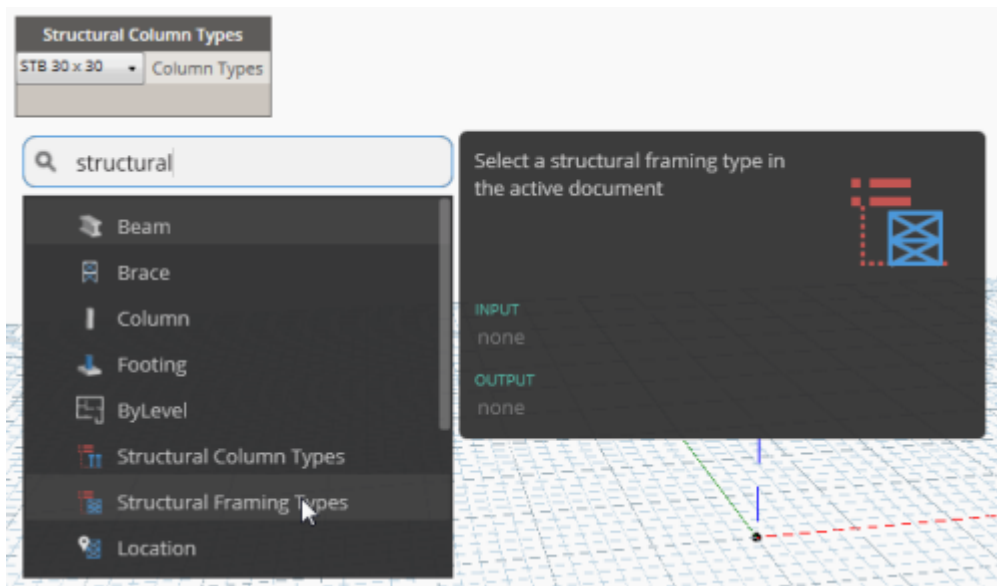 Structural Column Types
STB 30 x 30
Column Types
structural
Beam
Brace
Column
Footing
ByLevel
Structural Column Types
Structural Framing Types
Location
Select a structural framing type in
the active document
INPUT
none
OUTPUT
none